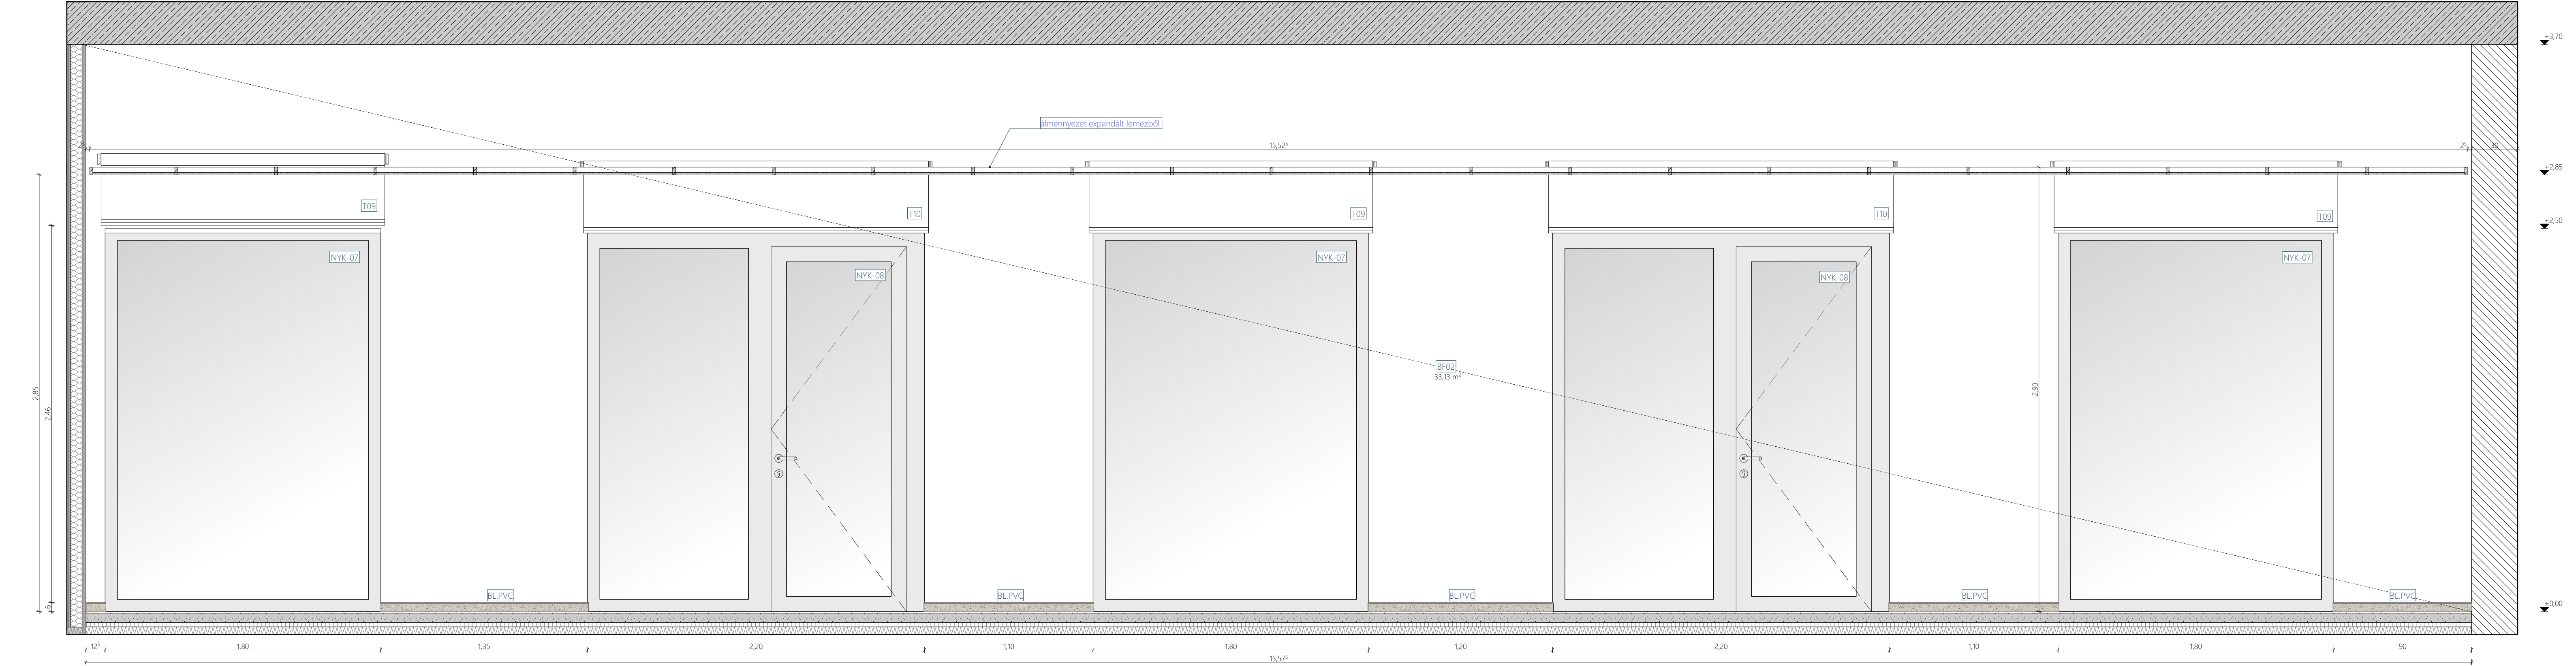 +3,70
álmennyezet expandált lemezből
15,52⁵
2⁵
30
+2,85
T09
T10
T09
T10
T09
+2,50
NYK-07
NYK-08
NYK-07
NYK-08
NYK-07
BF02
33,13 m²
2,85
2,46
2,90
6
BL.PVC
BL.PVC
BL.PVC
BL.PVC
BL.PVC
±0,00
12⁵
1,80
1,35
2,20
1,10
1,80
1,20
2,20
1,10
1,80
90
15,57⁵